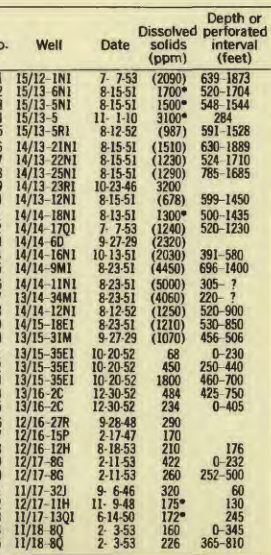 Depth or
Dissolved perforated
Well Date solids interval
(ppm) (feet)
15/12-1N1 7- 7-53 (2090) 639-1873
15/13-6N1 8-15-51 1700* 520-1704
15/13-5N1 8-15-51 1500* 548-1544
15/13-5 11- 1-10 3100* 284
15/13-5R1 8-12-52 (987) 591-1528
14/13-21N1 8-15-51 (1510) 630-1889
14/13-22N1 8-15-51 (1230) 524-1710
14/13-25N1 8-15-51 (1290) 785-1685
14/13-23R1 10-23-46 3200
14/13-12N1 8-15-51 (678) 599-1450
14/14-18N1 8-13-51 1300* 500-1435
14/14-17Q1 7- 7-53 (1240) 520-1230
14/14-6D 9-27-29 (2320)
14/14-16N1 10-13-51 (2030) 391-580
14/14-9M1 8-23-51 (4450) 696-1400
14/14-11N1 8-23-51 (5000) 305- ?
13/14-34M1 8-23-51 (4060) 220- ?
14/14-12N1 8-12-52 (1250) 520-900
14/15-18E1 8-23-51 (1210) 530-850
13/15-31M 9-27-29 (1070) 456-506
13/15-35E1 10-20-52 68 0-230
13/15-35E1 10-20-52 450 250-440
13/15-35E1 10-20-52 1800 460-700
13/16-2C 12-30-52 484 425-750
13/16-2C 12-30-52 234 0-405
12/16-27R 9-28-48 290
12/16-15P 2-17-47 170
12/16-12H 8-18-53 210 176
12/17-8G 2-11-53 422 0-232
12/17-8G 2-11-53 260 252-500
11/17-32J 9- 6-46 320 60
12/17-11H 11- 9-48 175* 130
11/17-13Q1 6-14-50 172* 245
11/18-8Q 2- 3-53 160 0-345
11/18-8Q 2- 3-53 226 365-810